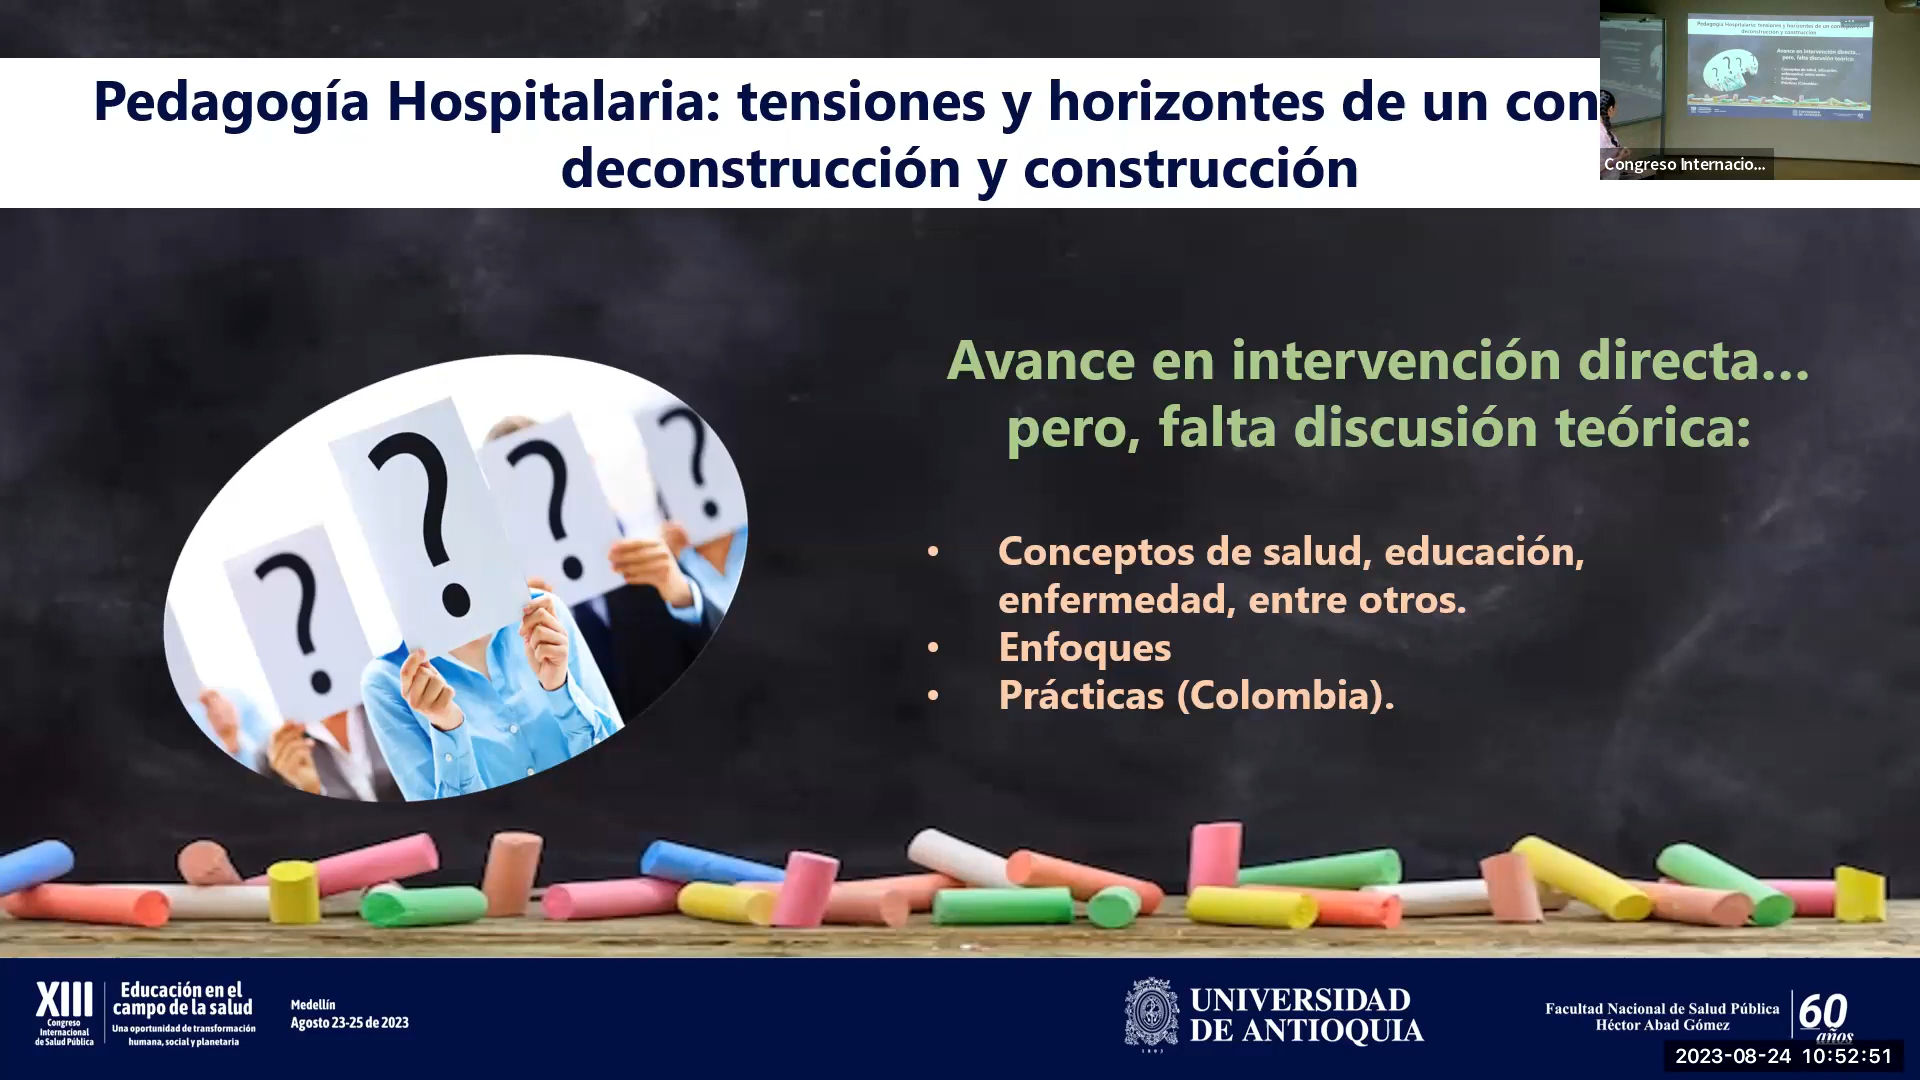 Pedagogía Hospitalaria: tensiones y horizontes de un con
deconstrucción y construcción
Congreso Internacio...
Avance en intervención directa...
pero, falta discusión teórica:
• Conceptos de salud, educación,
enfermedad, entre otros.
• Enfoques
• Prácticas (Colombia).
? ? ? ?
XIII
Congreso
Internacional
de Salud Pública
Educación en el
campo de la salud
Una oportunidad de transformación
humana, social y planetaria
Medellín
Agosto 23-25 de 2023
UNIVERSIDAD
DE ANTIOQUIA
1803
Facultad Nacional de Salud Pública
Héctor Abad Gómez
60
años
2023-08-24 10:52:51